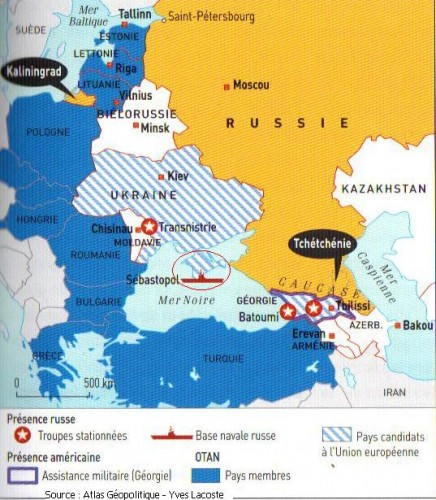 Mer
Baltique
SUÈDE
Tallinn
Saint-Pétersbourg
ESTONIE
LETTONIE
Riga
Kaliningrad
LITUANIE
Vilnius
Moscou
BIÉLORUSSIE
Minsk
RUSSIE
POLOGNE
Kiev
UKRAINE
KAZAKHSTAN
HONGRIE
Chisinau
Transnistrie
MOLDAVIE
Tchétchénie
ROUMANIE
Sébastopol
Mer
Caspienne
CAUCASE
BULGARIE
Mer Noire
GÉORGIE
Batoumi
Tbilissi
AZERB.
Bakou
Erevan
ARMÉNIE
GRÈCE
TURQUIE
IRAN
0 500 km
Présence russe
Troupes stationnées
Base navale russe
Pays candidats
à l'Union européenne
Présence américaine
OTAN
Assistance militaire (Géorgie)
Pays membres
Source : Atlas Géopolitique - Yves Lacoste